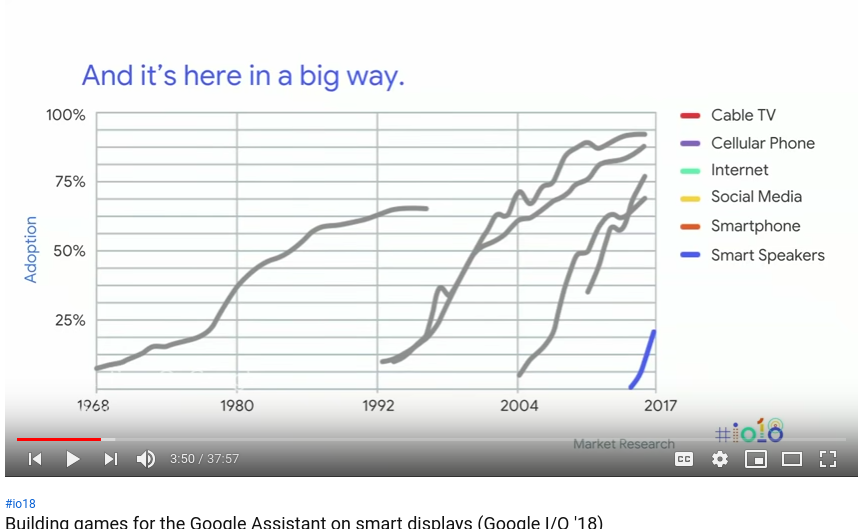 And it's here in a big way.
100%
75%
50%
25%
Adoption
1968
1980
1992
2004
2017
Cable TV
Cellular Phone
Internet
Social Media
Smartphone
Smart Speakers
Market Research
#io18
3:50 / 37:57
CC
#io18
Building games for the Google Assistant on smart displays (Google I/O '18)